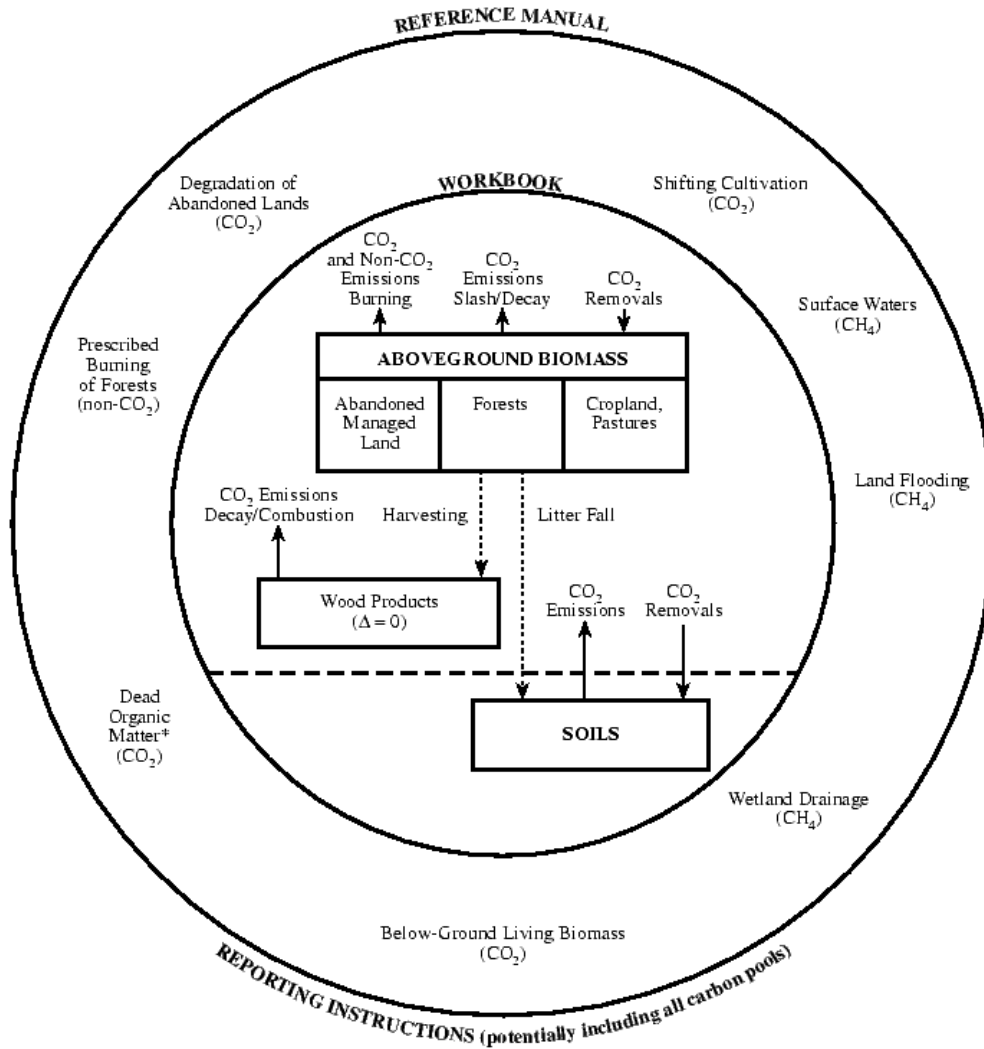 REFERENCE MANUAL
Degradation of
Abandoned Lands
(CO₂)
Shifting Cultivation
(CO₂)
WORKBOOK
CO₂
and Non-CO₂
Emissions
Burning
CO₂
Emissions
Slash/Decay
CO₂
Removals
Surface Waters
(CH₄)
Prescribed
Burning
of Forests
(non-CO₂)
ABOVEGROUND BIOMASS
Abandoned
Managed
Land
Forests
Cropland,
Pastures
Land Flooding
(CH₄)
CO₂ Emissions
Decay/Combustion
Harvesting
Litter Fall
Wood Products
(Δ = 0)
CO₂
Emissions
CO₂
Removals
Dead
Organic
Matter*
(CO₂)
SOILS
Wetland Drainage
(CH₄)
Below-Ground Living Biomass
(CO₂)
REPORTING INSTRUCTIONS (potentially including all carbon pools)